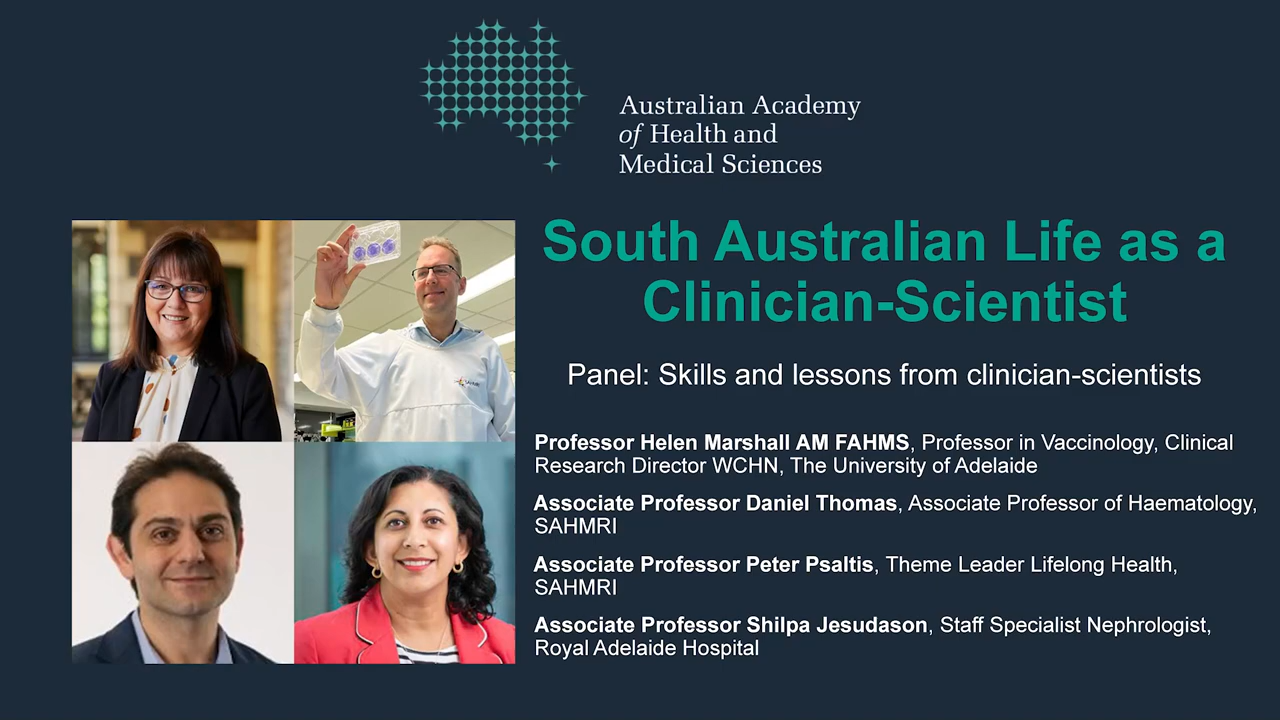 Australian Academy
of Health and
Medical Sciences
South Australian Life as a
Clinician-Scientist
Panel: Skills and lessons from clinician-scientists
Professor Helen Marshall AM FAHMS, Professor in Vaccinology, Clinical
Research Director WCHN, The University of Adelaide
Associate Professor Daniel Thomas, Associate Professor of Haematology,
SAHMRI
Associate Professor Peter Psaltis, Theme Leader Lifelong Health,
SAHMRI
Associate Professor Shilpa Jesudason, Staff Specialist Nephrologist,
Royal Adelaide Hospital
SAHMRI